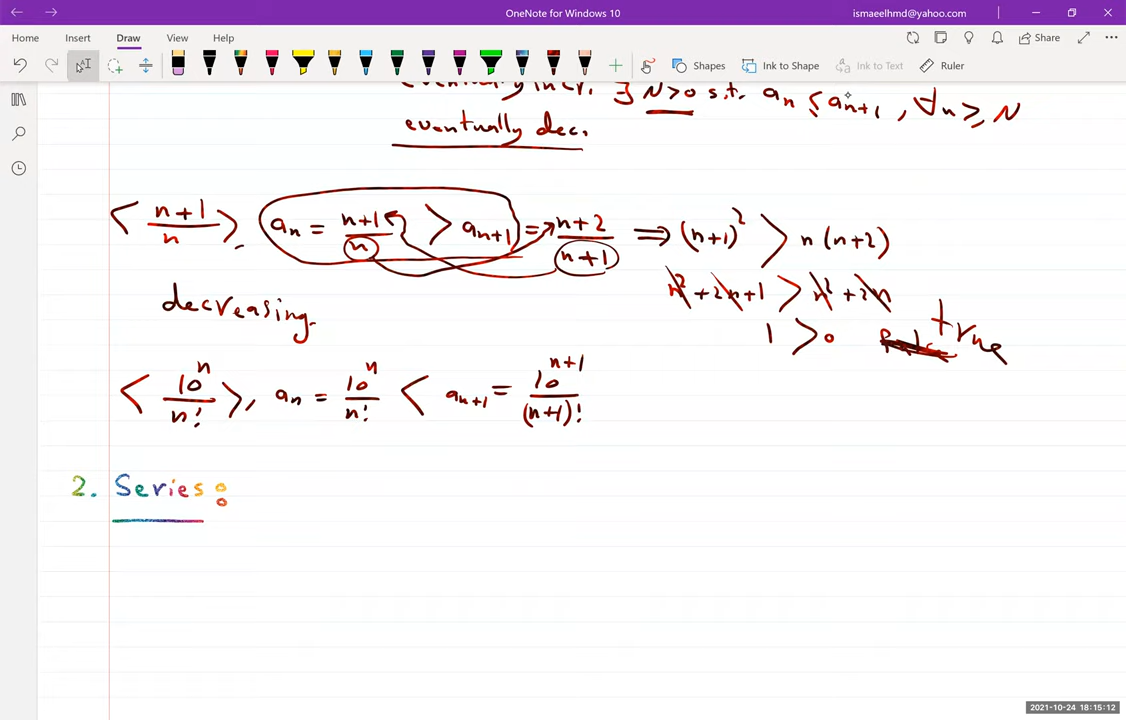 OneNote for Windows 10
ismaeelhmd@yahoo.com
Home Insert Draw View Help
Share
Shapes Ink to Shape Ink to Text Ruler
eventually incr. ∃ N>0 s.t. aₙ ≤ aₙ₊₁ , ∀n ≥ N
eventually dec.
< (n+1)/n >. aₙ = (n+1)/n > aₙ₊₁ = (n+2)/(n+1) ⟹ (n+1)² > n(n+2)
n²+2n+1 > n²+2n
decreasing.
1 > 0 true
< 10ⁿ/n! >, aₙ = 10ⁿ/n! < aₙ₊₁ = 10ⁿ⁺¹/(n+1)!
2. Series:
2021-10-24 18:15:12